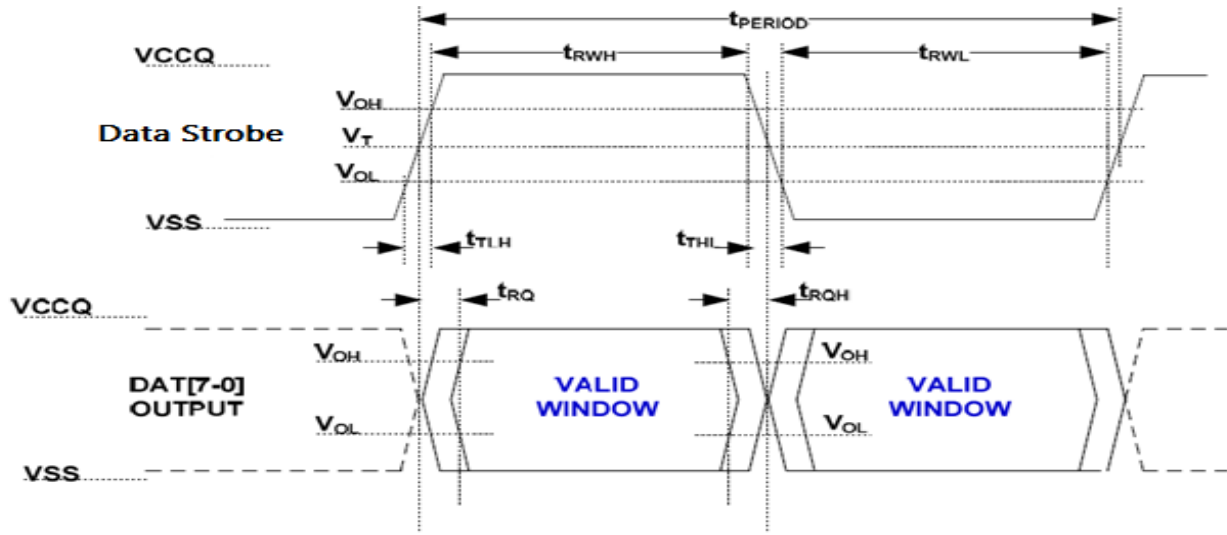 tPERIOD
VCCQ
tRWH
tRWL
VOH
Data Strobe
VT
VOL
VSS
tTLH
tTHL
VCCQ
tRQ
tRQH
VOH
VOH
DAT[7-0]
OUTPUT
VALID
WINDOW
VALID
WINDOW
VOL
VOL
VSS